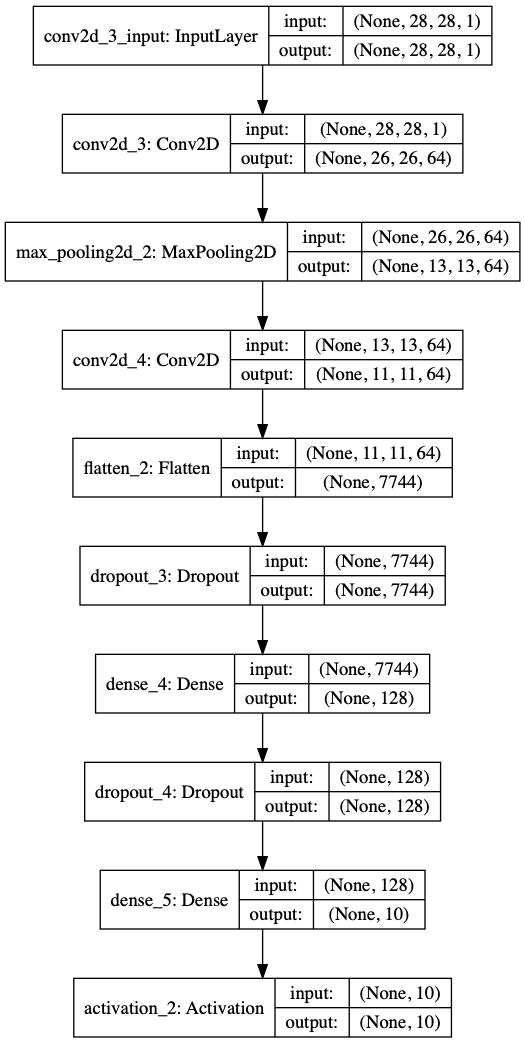 conv2d_3_input: InputLayer
input:
(None, 28, 28, 1)
output:
(None, 28, 28, 1)
conv2d_3: Conv2D
input:
(None, 28, 28, 1)
output:
(None, 26, 26, 64)
max_pooling2d_2: MaxPooling2D
input:
(None, 26, 26, 64)
output:
(None, 13, 13, 64)
conv2d_4: Conv2D
input:
(None, 13, 13, 64)
output:
(None, 11, 11, 64)
flatten_2: Flatten
input:
(None, 11, 11, 64)
output:
(None, 7744)
dropout_3: Dropout
input:
(None, 7744)
output:
(None, 7744)
dense_4: Dense
input:
(None, 7744)
output:
(None, 128)
dropout_4: Dropout
input:
(None, 128)
output:
(None, 128)
dense_5: Dense
input:
(None, 128)
output:
(None, 10)
activation_2: Activation
input:
(None, 10)
output:
(None, 10)